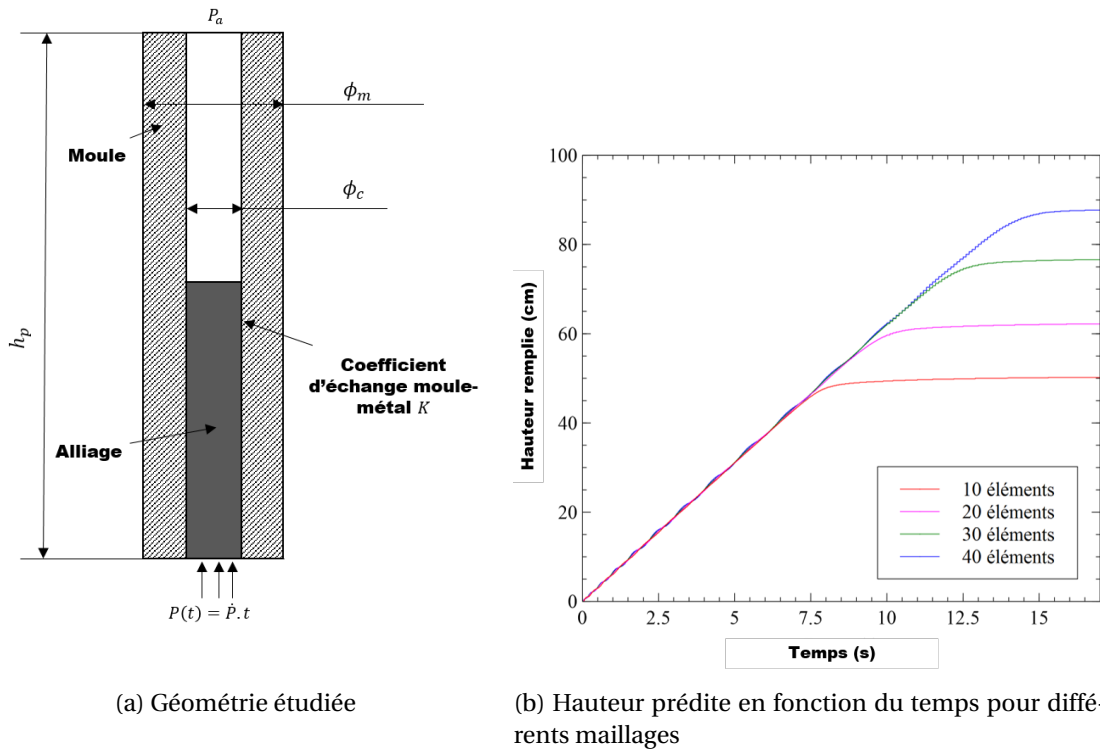 P_a
ϕ_m
Moule
ϕ_c
h_p
Coefficient
d'échange moule-
métal K
Alliage
P(t) = Ṗ.t
(a) Géométrie étudiée
Hauteur remplie (cm)
100
80
60
40
20
0
0 2.5 5 7.5 10 12.5 15
Temps (s)
10 éléments
20 éléments
30 éléments
40 éléments
(b) Hauteur prédite en fonction du temps pour diffé-
rents maillages